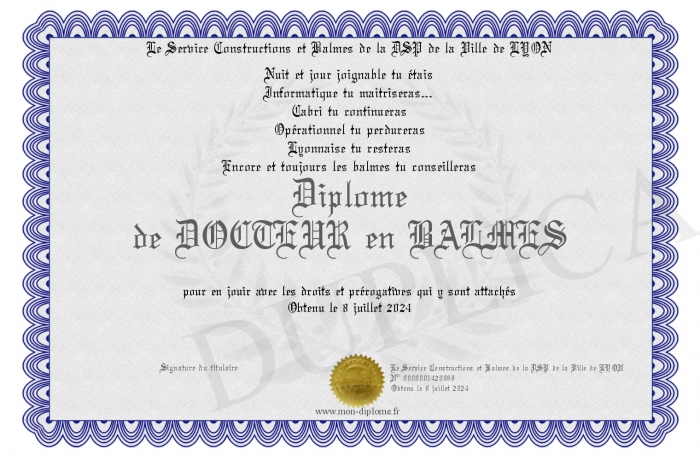 Le Service Constructions et Balmes de la DSP de la Ville de LYON
Nuit et jour joignable tu étais
Informatique tu maitriseras...
Cabri tu continueras
Opérationnel tu perdureras
Lyonnaise tu resteras
Encore et toujours les balmes tu conseilleras
Diplome
de DOCTEUR en BALMES
pour en jouir avec les droits et prérogatives qui y sont attachés
Obtenu le 8 juillet 2024
Signature du titulaire
Le Service Constructions et Balmes de la DSP de la Ville de LYON
N° 0000001420060
Obtenu le 8 juillet 2024
www.mon-diplome.fr
DUPLICA